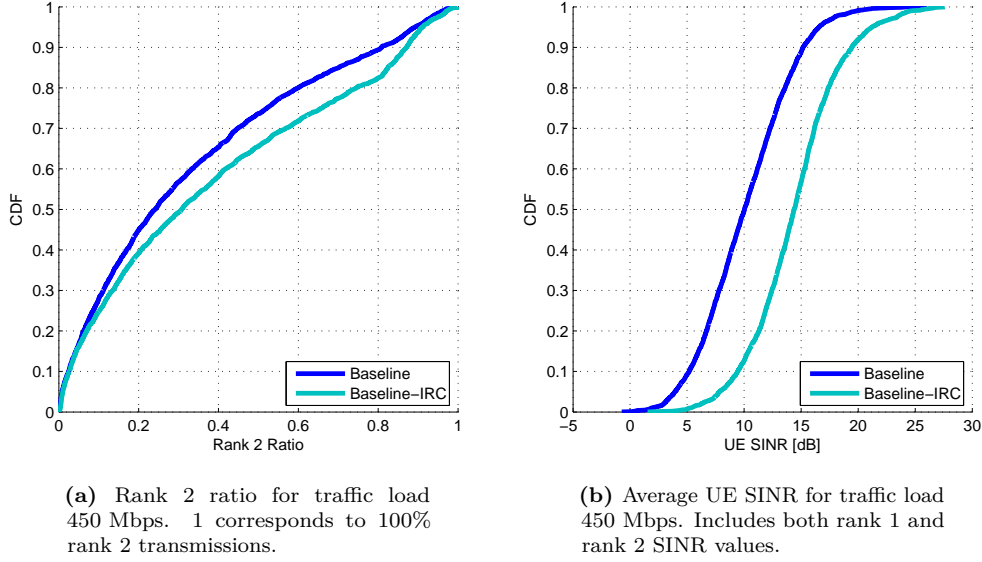 1
0.9
0.8
0.7
0.6
0.5
0.4
0.3
0.2
0.1
0
CDF
0 0.2 0.4 0.6 0.8 1
Rank 2 Ratio
Baseline
Baseline−IRC
1
0.9
0.8
0.7
0.6
0.5
0.4
0.3
0.2
0.1
0
CDF
−5 0 5 10 15 20 25 30
UE SINR [dB]
Baseline
Baseline−IRC
(a) Rank 2 ratio for traffic load
450 Mbps. 1 corresponds to 100%
rank 2 transmissions.
(b) Average UE SINR for traffic load
450 Mbps. Includes both rank 1 and
rank 2 SINR values.